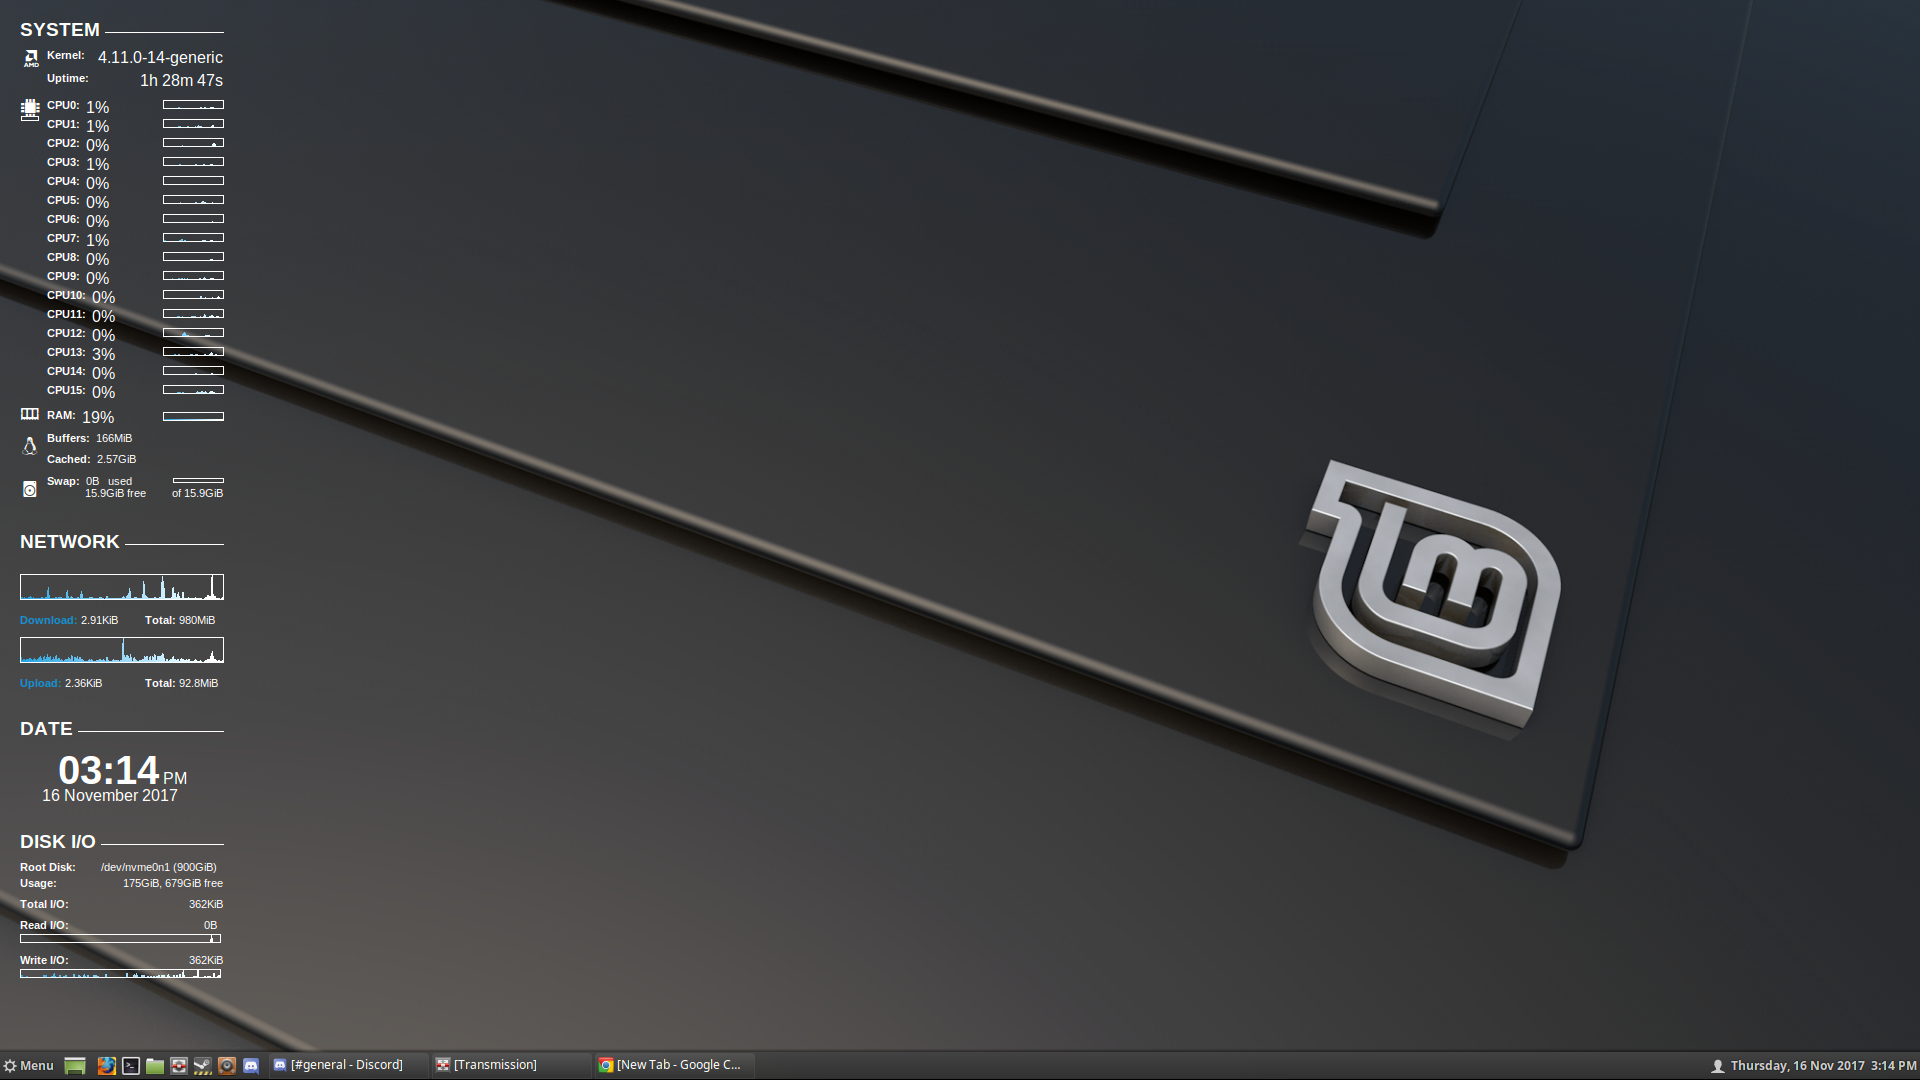 SYSTEM
AMD
Kernel: 4.11.0-14-generic
Uptime: 1h 28m 47s
CPU0: 1%
CPU1: 1%
CPU2: 0%
CPU3: 1%
CPU4: 0%
CPU5: 0%
CPU6: 0%
CPU7: 1%
CPU8: 0%
CPU9: 0%
CPU10: 0%
CPU11: 0%
CPU12: 0%
CPU13: 3%
CPU14: 0%
CPU15: 0%
RAM: 19%
Buffers: 166MiB
Cached: 2.57GiB
Swap: 0B used
15.9GiB free of 15.9GiB
NETWORK
Download: 2.91KiB Total: 980MiB
Upload: 2.36KiB Total: 92.8MiB
DATE
03:14 PM
16 November 2017
DISK I/O
Root Disk: /dev/nvme0n1 (900GiB)
Usage: 175GiB, 679GiB free
Total I/O: 362KiB
Read I/O: 0B
Write I/O: 362KiB
Menu [#general - Discord] [Transmission] [New Tab - Google C... Thursday, 16 Nov 2017 3:14 PM